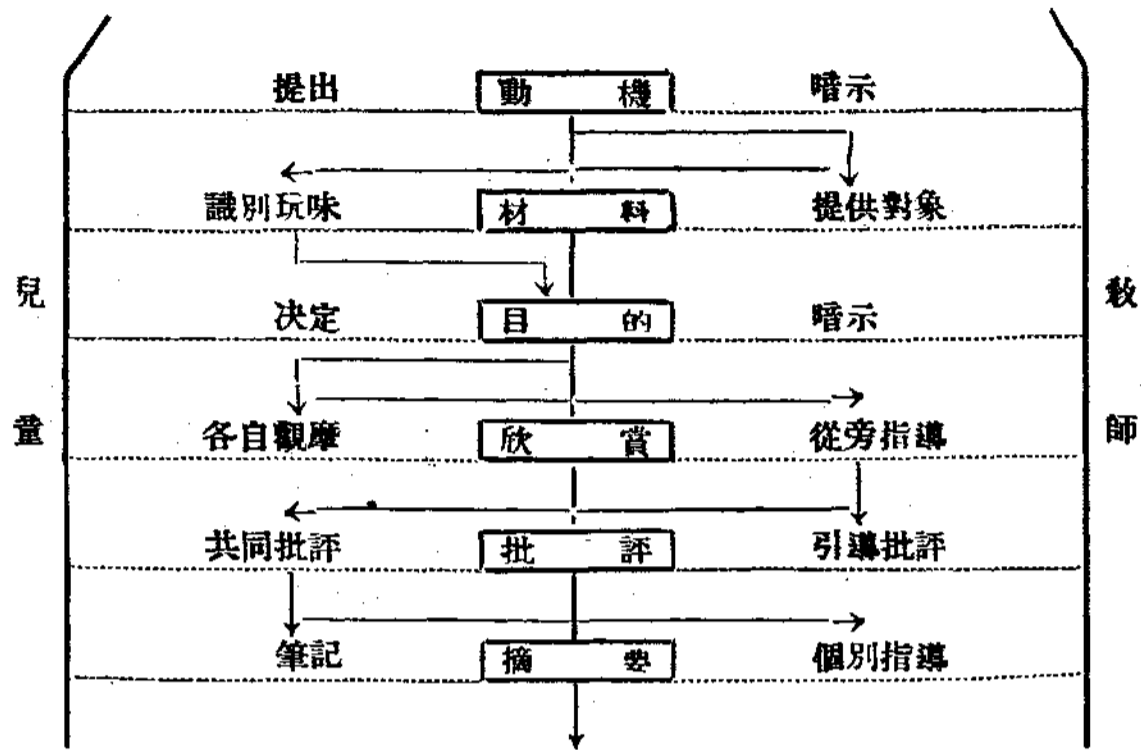 提出 動機 暗示
識別玩味 材料 提供對象
决定 目的 暗示
各自觀摩 欣賞 從旁指導
共同批評 批評 引導批評
筆記 摘要 個別指導
兒童
敎師